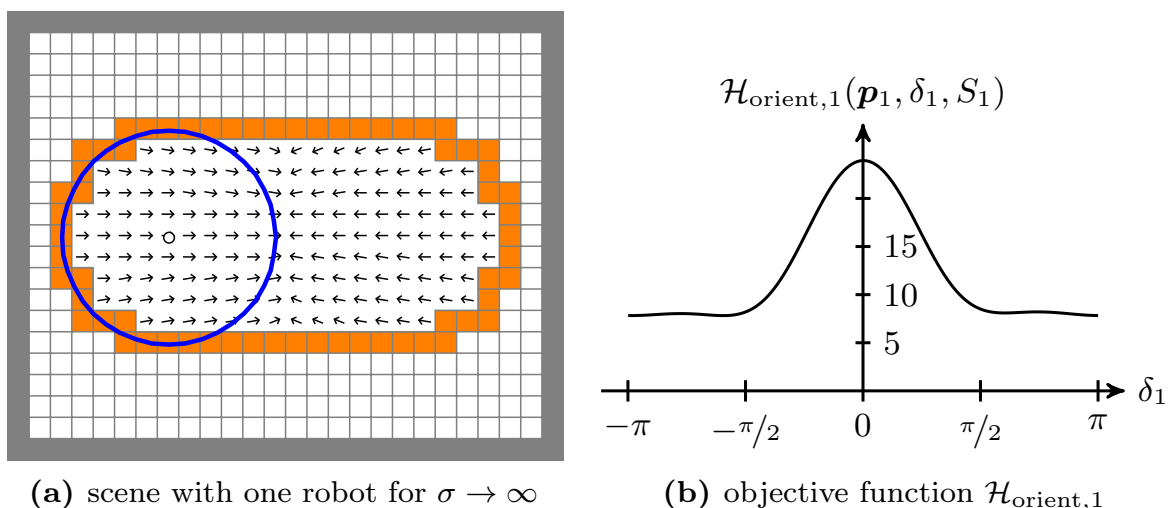 ℋorient,1(p1, δ1, S1)
15
10
5
δ1
−π
−π/2
0
π/2
π
(a) scene with one robot for σ → ∞
(b) objective function ℋorient,1